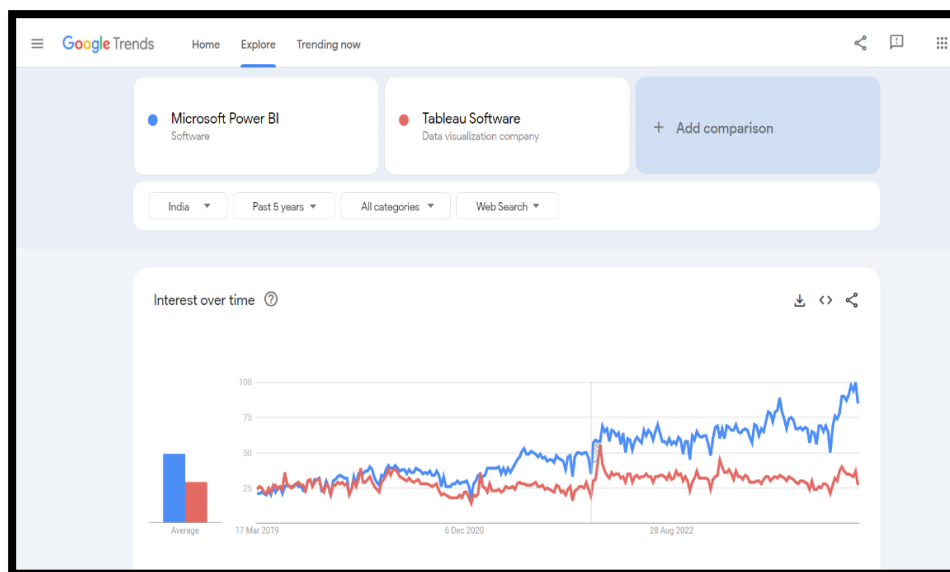 Google Trends Home Explore Trending now
Microsoft Power BI
Software
Tableau Software
Data visualization company
+ Add comparison
India Past 5 years All categories Web Search
Interest over time
100
75
50
25
Average
17 Mar 2019 6 Dec 2020 28 Aug 2022